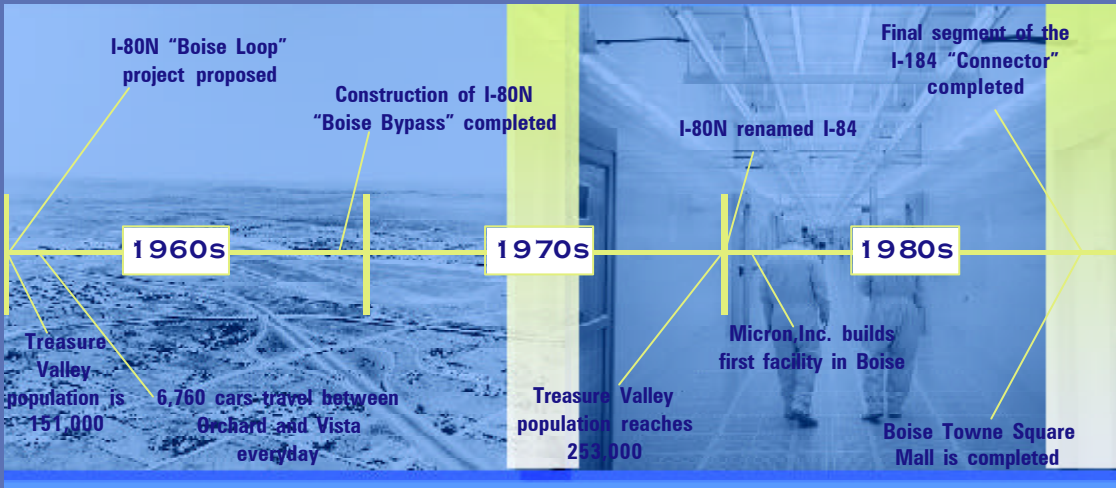 I-80N “Boise Loop”
project proposed
Construction of I-80N
“Boise Bypass” completed
I-80N renamed I-84
Final segment of the
I-184 “Connector”
completed
1960s
1970s
1980s
Treasure
Valley
population is
151,000
6,760 cars travel between
Orchard and Vista
everyday
Treasure Valley
population reaches
253,000
Micron,Inc. builds
first facility in Boise
Boise Towne Square
Mall is completed